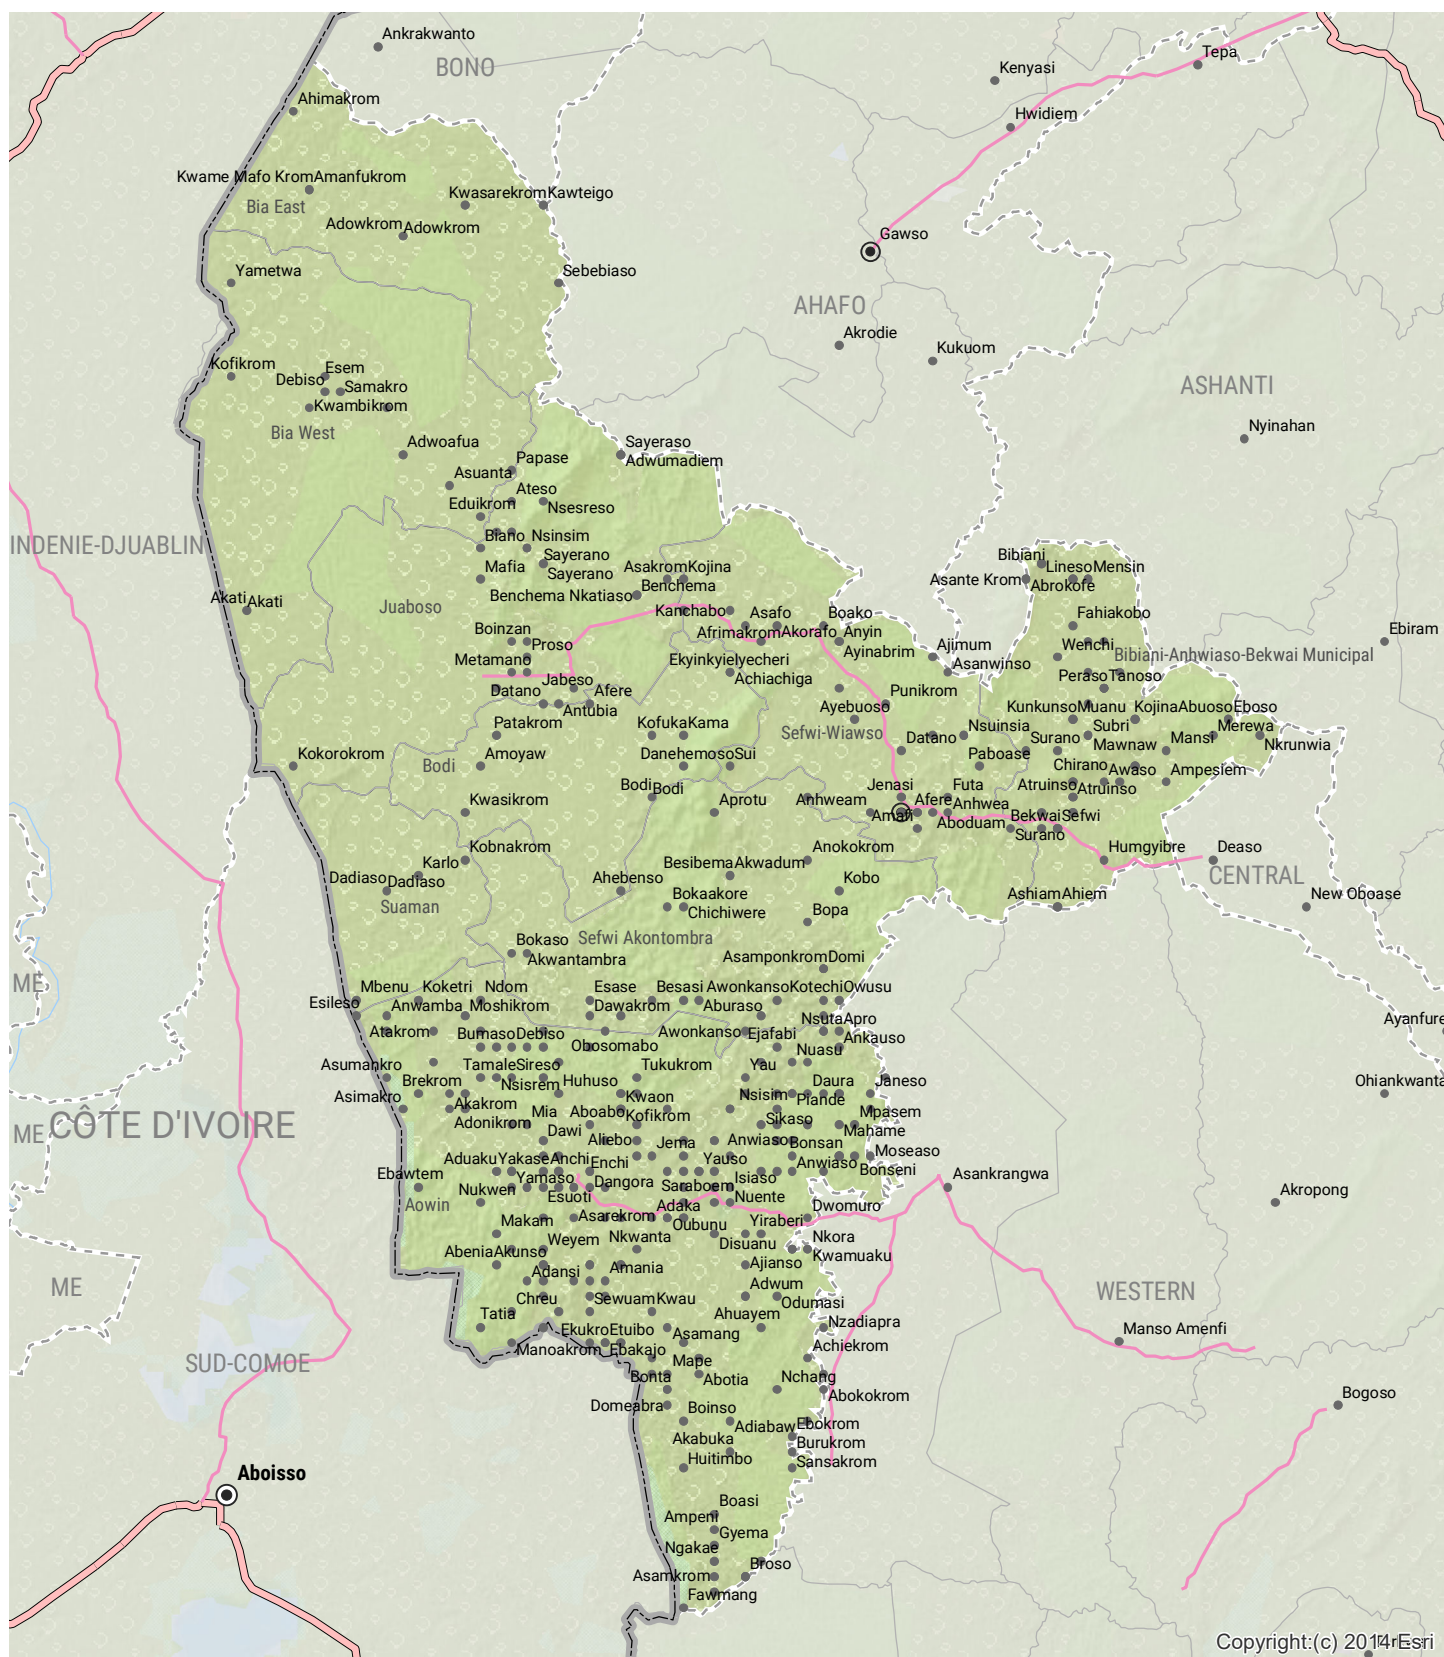 Ankrakwanto
BONO
Tepa
Kenyasi
Ahimakrom
Hwidiem
Kwame Mafo Krom
Amanfukrom
Bia East
Kwasarekrom
Kawteigo
Adowkrom
Adowkrom
Gawso
Yametwa
Sebebiaso
AHAFO
Akrodie
Kukuom
Kofikrom
Esem
Debiso
Samakro
Kwambikrom
ASHANTI
Bia West
Nyinahan
Adwoafua
Sayeraso
Adwumadiem
Papase
Asuanta
Ateso
Eduikrom
Nsesreso
INDENIE-DJUABLIN
Biano
Nsinsim
Sayerano
Sayerano
Mafia
Asakrom
Kojina
Benchema
Benchema Nkatiaso
Bibiani
Lineso
Mensin
Asante Krom
Abrokofe
Akati
Akati
Juaboso
Kanchabo
Asafo
Boako
Fahiakobo
Afrimakrom
Akorafo
Anyin
Ayinabrim
Ebiram
Boinzan
Proso
Metamano
Ekyinkyielyecheri
Achiachiga
Ajimum
Asanwinso
Wenchi
Bibiani-Anhwiaso-Bekwai Municipal
Peraso
Tanoso
Jabeso
Datano
Afere
Antubia
Punikrom
Ayebuoso
Kunkunso
Muanu
Kojina
Abuoso
Eboso
Patakrom
Kofuka
Kama
Sefwi-Wiawso
Datano
Nsuinsia
Surano
Subri
Merewa
Mawnaw
Mansi
Nkrunwia
Kokorokrom
Bodi
Amoyaw
Danehemoso
Sui
Paboase
Chirano
Awaso
Ampesiem
Bodi
Bodi
Aprotu
Anhweam
Jenasi
Futa
Atruinso
Atruinso
Kwasikrom
Amafi
Afere
Anhwea
Aboduam
Bekwai
Sefwi
Surano
Kobnakrom
Karlo
Besibema
Akwadum
Anokokrom
Humgyibre
Deaso
CENTRAL
Dadiaso
Dadiaso
Suaman
Ahebenso
Kobo
Ashiam
Ahiem
New Oboase
Bokaakore
Chichiwere
Bopa
Bokaso
Sefwi Akontombra
Akwantambra
Asamponkrom
Domi
ME
Mbenu
Koketri
Ndom
Esase
Besasi
Awonkanso
Kotechi
Owusu
Esileso
Anwamba
Moshikrom
Dawakrom
Aburaso
Nsuta
Apro
Ayanfure
Atakrom
Bumaso
Debiso
Obosomabo
Awonkanso
Ejafabi
Ankauso
Asumankro
Tamale
Sireso
Tukukrom
Yau
Nuasu
Brekrom
Nsisrem
Huhuso
Daura
Janeso
Ohiankwanta
Asimakro
Akakrom
Kwaon
Nsisim
Plande
Adonikrom
Mia
Aboabo
Kofikrom
Sikaso
Mpasem
CÔTE D'IVOIRE
ME
Dawi
Mahame
Aliebo
Jema
Anwiaso
Bonsan
Moseaso
Aduaku
Yakase
Anchi
Enchi
Yauso
Anwiaso
Bonseni
Ebawtem
Yamaso
Dangora
Saraboem
Isiaso
Asankrangwa
Aowin
Nukwen
Esuoti
Nuente
Akropong
Makam
Asarekrom
Adaka
Oubunu
Yiraberi
Dwomuro
Abenia
Akunso
Weyem
Nkwanta
Disuanu
Nkora
Kwamuaku
ME
Adansi
Amania
Ajianso
WESTERN
Chreu
Sewuam
Kwau
Adwum
Odumasi
Tatia
Ahuayem
Nzadiapra
Ekukro
Etuibo
Asamang
Manso Amenfi
Manoakrom
Ebakajo
Achiekrom
SUD-COMOE
Mape
Bonta
Abotia
Nchang
Abokokrom
Domeabra
Boinso
Bogoso
Adiabaw
Ebokrom
Akabuka
Burukrom
Huitimbo
Sansakrom
Aboisso
Boasi
Ampeni
Gyema
Ngakae
Asamkrom
Broso
Fawmang
Copyright:(c) 2014 Esri